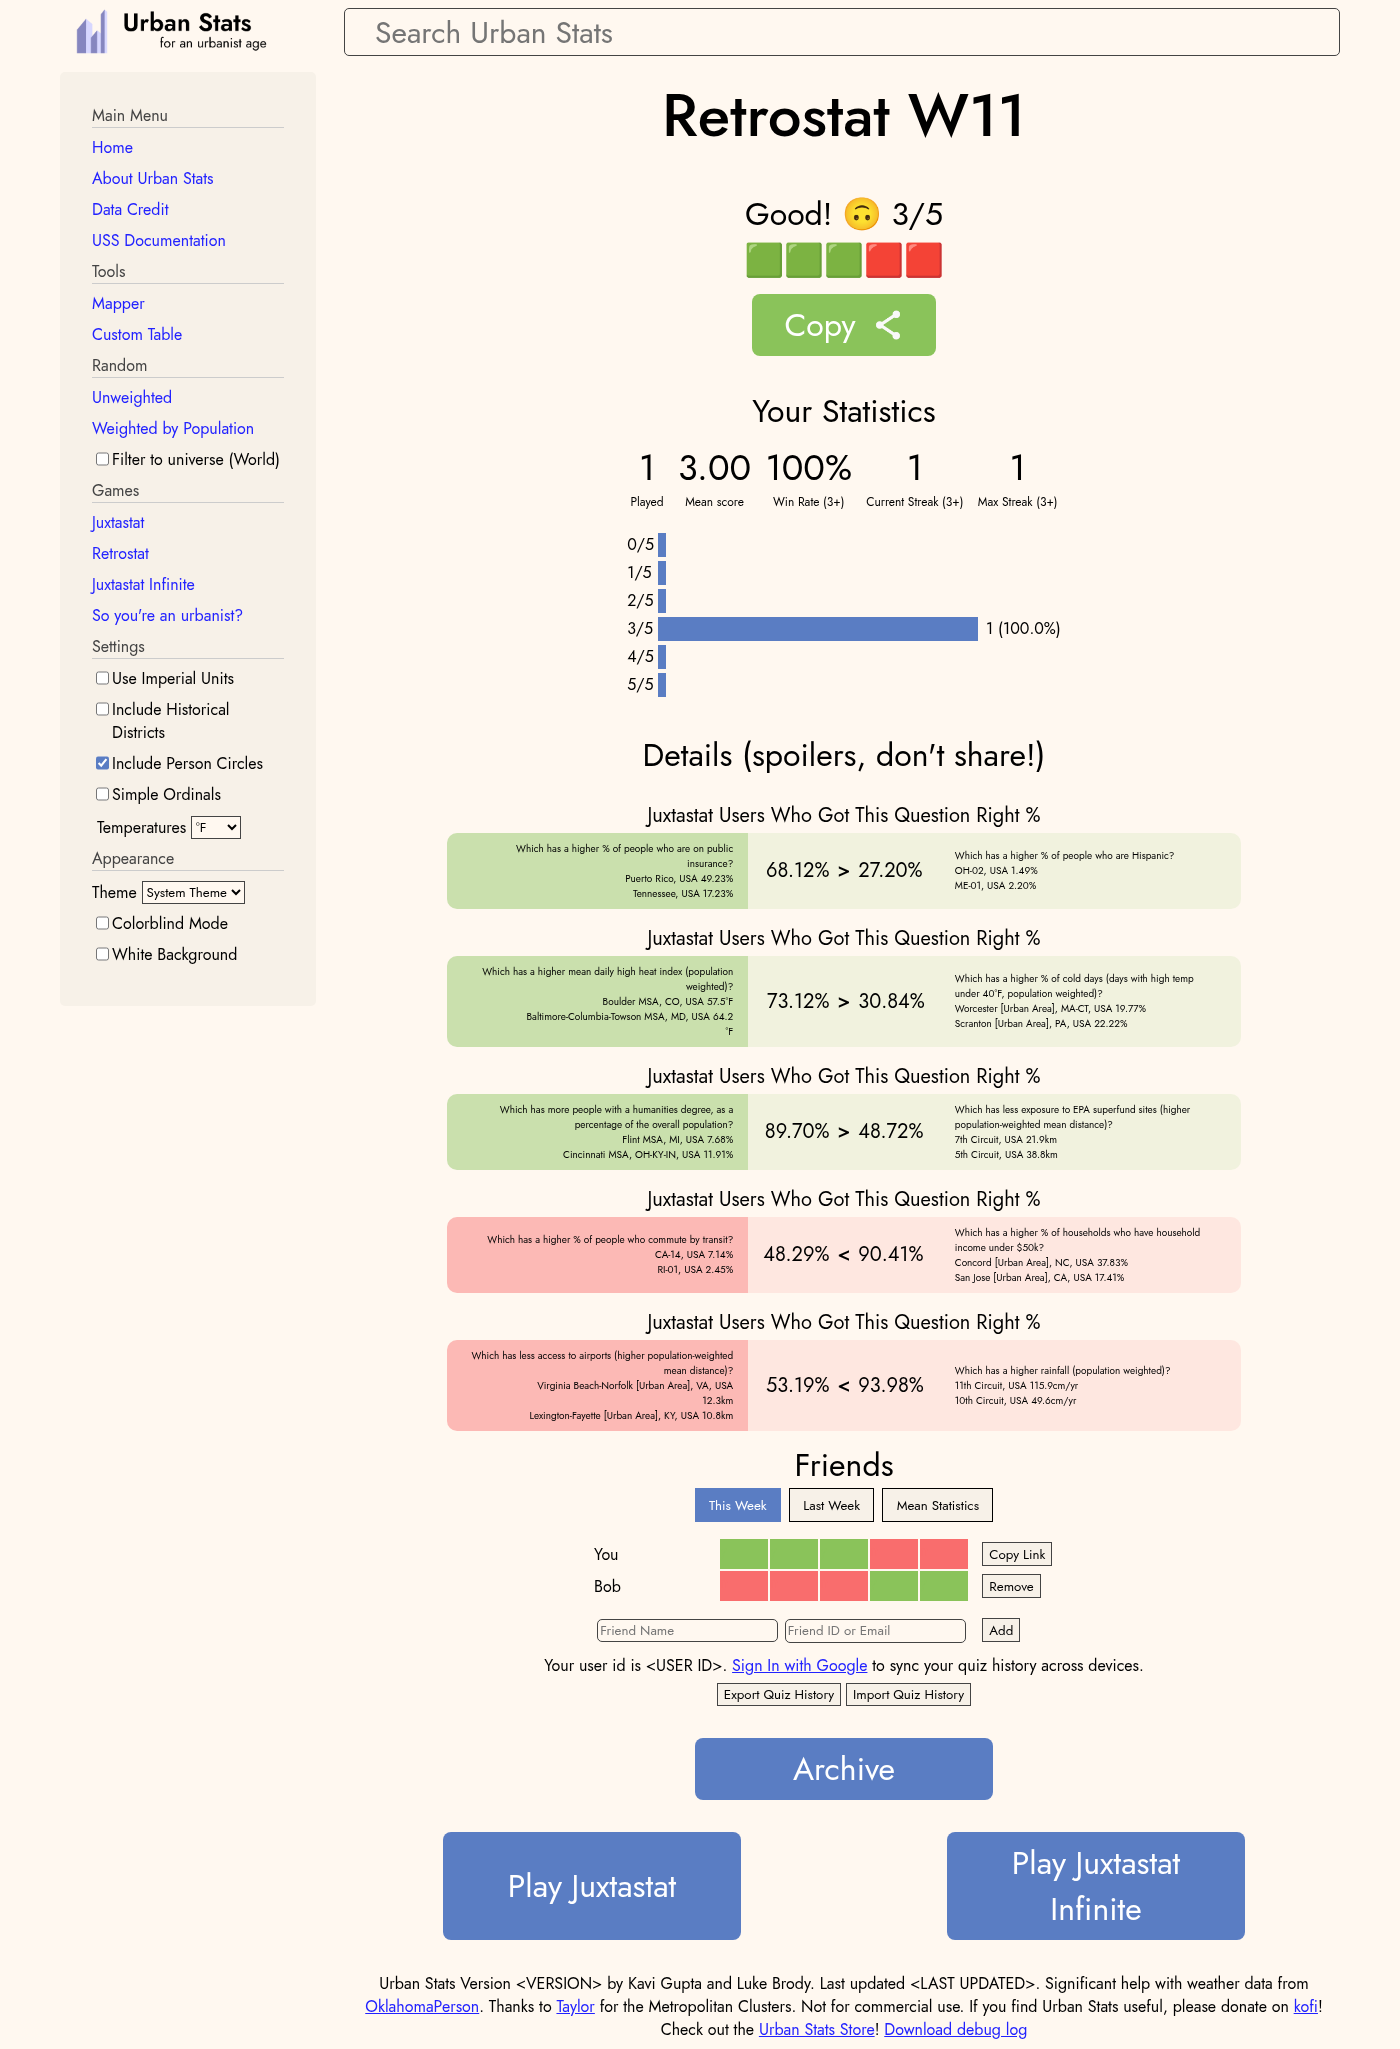 Urban Stats
for an urbanist age
Search Urban Stats
Main Menu
Home
About Urban Stats
Data Credit
USS Documentation
Tools
Mapper
Custom Table
Random
Unweighted
Weighted by Population
Filter to universe (World)
Games
Juxtastat
Retrostat
Juxtastat Infinite
So you're an urbanist?
Settings
Use Imperial Units
Include Historical
Districts
Include Person Circles
Simple Ordinals
Temperatures °F
Appearance
Theme System Theme
Colorblind Mode
White Background
Retrostat W11
Good! 🙃 3/5
🟩🟩🟩🟥🟥
Copy
Your Statistics
1 3.00 100% 1 1
Played Mean score Win Rate (3+) Current Streak (3+) Max Streak (3+)
0/5
1/5
2/5
3/5 1 (100.0%)
4/5
5/5
Details (spoilers, don't share!)
Juxtastat Users Who Got This Question Right %
Which has a higher % of people who are on public
insurance?
Puerto Rico, USA 49.23%
Tennessee, USA 17.23%
68.12% > 27.20%
Which has a higher % of people who are Hispanic?
OH-02, USA 1.49%
ME-01, USA 2.20%
Juxtastat Users Who Got This Question Right %
Which has a higher mean daily high heat index (population
weighted)?
Boulder MSA, CO, USA 57.5°F
Baltimore-Columbia-Towson MSA, MD, USA 64.2
°F
73.12% > 30.84%
Which has a higher % of cold days (days with high temp
under 40°F, population weighted)?
Worcester [Urban Area], MA-CT, USA 19.77%
Scranton [Urban Area], PA, USA 22.22%
Juxtastat Users Who Got This Question Right %
Which has more people with a humanities degree, as a
percentage of the overall population?
Flint MSA, MI, USA 7.68%
Cincinnati MSA, OH-KY-IN, USA 11.91%
89.70% > 48.72%
Which has less exposure to EPA superfund sites (higher
population-weighted mean distance)?
7th Circuit, USA 21.9km
5th Circuit, USA 38.8km
Juxtastat Users Who Got This Question Right %
Which has a higher % of people who commute by transit?
CA-14, USA 7.14%
RI-01, USA 2.45%
48.29% < 90.41%
Which has a higher % of households who have household
income under $50k?
Concord [Urban Area], NC, USA 37.83%
San Jose [Urban Area], CA, USA 17.41%
Juxtastat Users Who Got This Question Right %
Which has less access to airports (higher population-weighted
mean distance)?
Virginia Beach-Norfolk [Urban Area], VA, USA
12.3km
Lexington-Fayette [Urban Area], KY, USA 10.8km
53.19% < 93.98%
Which has a higher rainfall (population weighted)?
11th Circuit, USA 115.9cm/yr
10th Circuit, USA 49.6cm/yr
Friends
This Week Last Week Mean Statistics
You Copy Link
Bob Remove
Friend Name Friend ID or Email Add
Your user id is <USER ID>. Sign In with Google to sync your quiz history across devices.
Export Quiz History Import Quiz History
Archive
Play Juxtastat
Play Juxtastat
Infinite
Urban Stats Version <VERSION> by Kavi Gupta and Luke Brody. Last updated <LAST UPDATED>. Significant help with weather data from
OklahomaPerson. Thanks to Taylor for the Metropolitan Clusters. Not for commercial use. If you find Urban Stats useful, please donate on kofi!
Check out the Urban Stats Store! Download debug log